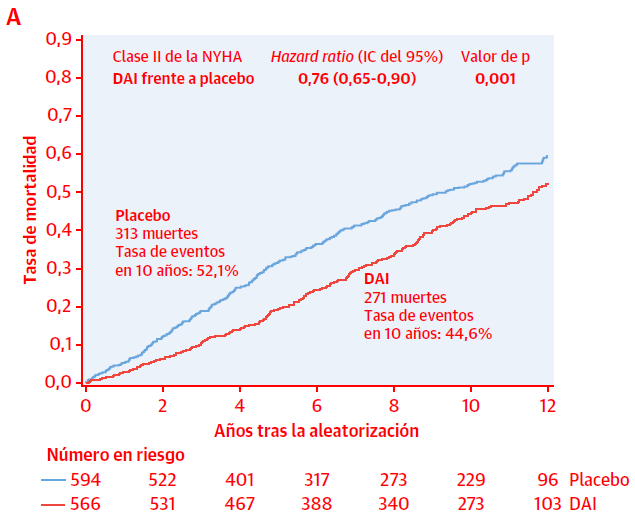 A
Clase II de la NYHA Hazard ratio (IC del 95%) Valor de p
DAI frente a placebo 0,76 (0,65-0,90) 0,001
Tasa de mortalidad
0,9
0,8
0,7
0,6
0,5
0,4
0,3
0,2
0,1
0,0
Placebo
313 muertes
Tasa de eventos
en 10 años: 52,1%
DAI
271 muertes
Tasa de eventos
en 10 años: 44,6%
0 2 4 6 8 10 12
Años tras la aleatorización
Número en riesgo
594 522 401 317 273 229 96 Placebo
566 531 467 388 340 273 103 DAI